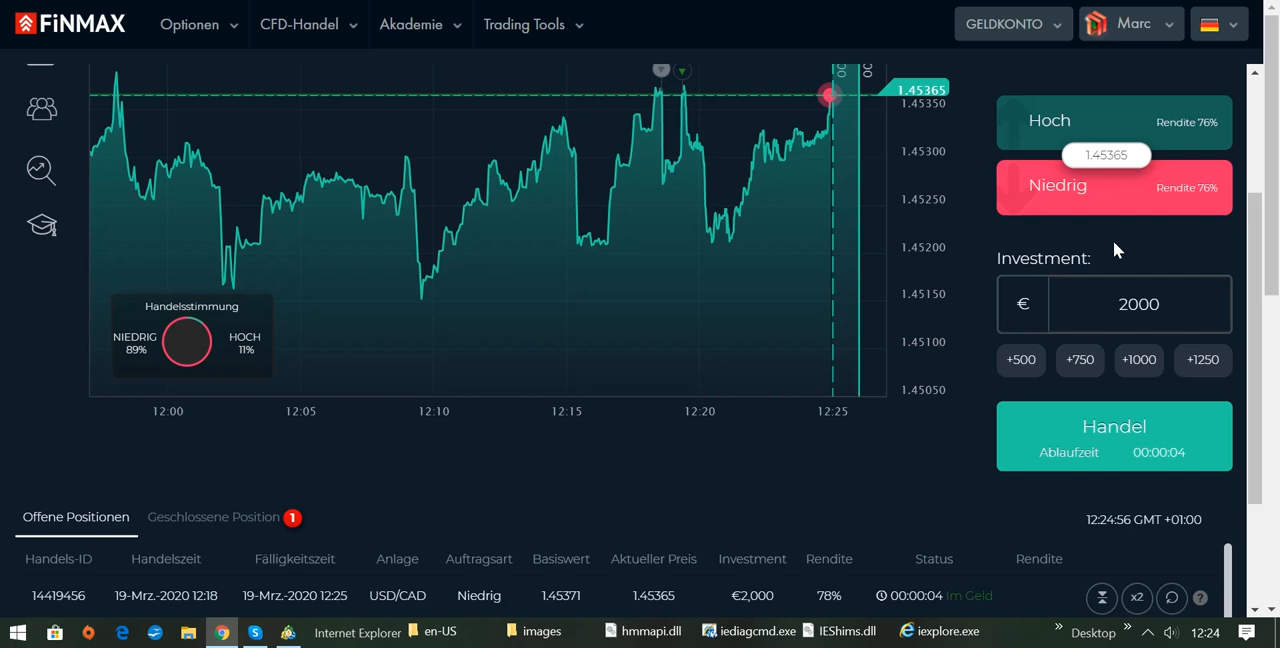 FiNMAX Optionen CFD-Handel Akademie Trading Tools GELDKONTO Marc
00 00
1.45365
1.45350
1.45300
1.45250
1.45200
1.45150
1.45100
1.45050
Handelsstimmung
NIEDRIG HOCH
89% 11%
12:00 12:05 12:10 12:15 12:20 12:25
Hoch Rendite 76%
1.45365
Niedrig Rendite 76%
Investment:
€ 2000
+500 +750 +1000 +1250
Handel
Ablaufzeit 00:00:04
Offene Positionen Geschlossene Position 1 12:24:56 GMT +01:00
Handels-ID Handelszeit Fälligkeitszeit Anlage Auftragsart Basiswert Aktueller Preis Investment Rendite Status Rendite
14419456 19-Mrz.-2020 12:18 19-Mrz.-2020 12:25 USD/CAD Niedrig 1.45371 1.45365 €2,000 78% 00:00:04 Im Geld x2 ?
Internet Explorer en-US images hmmapi.dll iediagcmd.exe IEShims.dll iexplore.exe » Desktop » 12:24